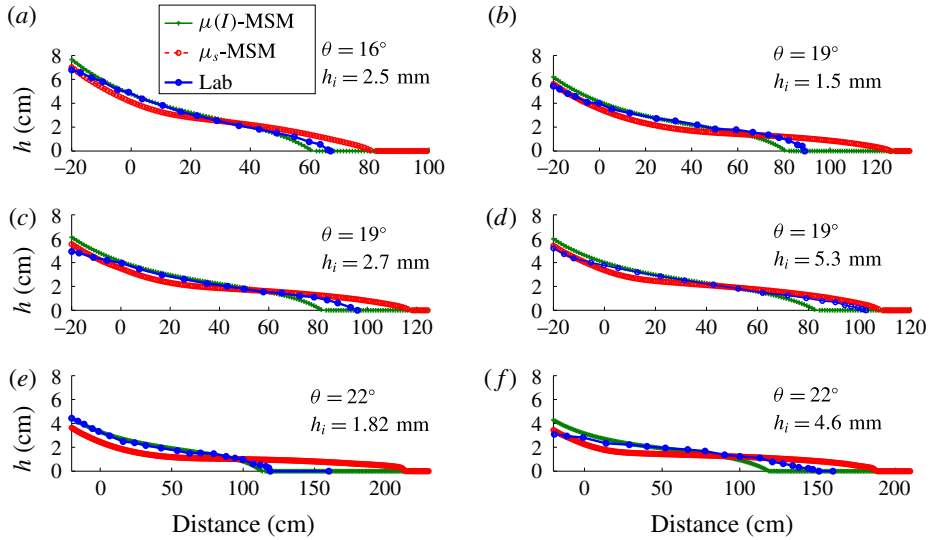 (a)
μ(I)-MSM
μs-MSM
Lab
θ = 16°
hi = 2.5 mm
h (cm)
8
6
4
2
0
–20 0 20 40 60 80 100
(b)
θ = 19°
hi = 1.5 mm
8
6
4
2
0
–20 0 20 40 60 80 100 120
(c)
θ = 19°
hi = 2.7 mm
h (cm)
8
6
4
2
0
–20 0 20 40 60 80 100 120
(d)
θ = 19°
hi = 5.3 mm
8
6
4
2
0
–20 0 20 40 60 80 100 120
(e)
θ = 22°
hi = 1.82 mm
h (cm)
8
6
4
2
0
0 50 100 150 200
Distance (cm)
(f)
θ = 22°
hi = 4.6 mm
8
6
4
2
0
0 50 100 150 200
Distance (cm)